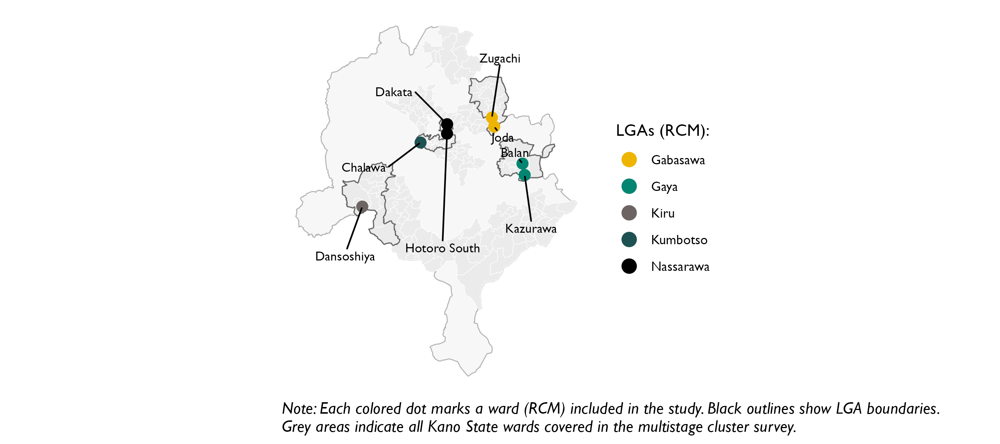 Zugachi
Dakata
Joda
Balan
Chalawa
Kazurawa
Hotoro South
Dansoshiya
LGAs (RCM):
Gabasawa
Gaya
Kiru
Kumbotso
Nassarawa
Note: Each colored dot marks a ward (RCM) included in the study. Black outlines show LGA boundaries.
Grey areas indicate all Kano State wards covered in the multistage cluster survey.